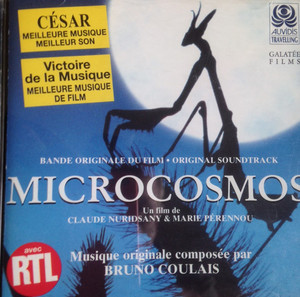 CÉSAR
MEILLEURE MUSIQUE
MEILLEUR SON
Victoire
de la Musique
MEILLEURE MUSIQUE
DE FILM
AUVIDIS
TRAVELLING
GALATÉE
FILMS
BANDE ORIGINALE DU FILM • ORIGINAL SOUNDTRACK
MICROCOSMOS
Un film de
CLAUDE NURIDSANY & MARIE PÉRENNOU
avec
RTL
Musique originale composée par
BRUNO COULAIS